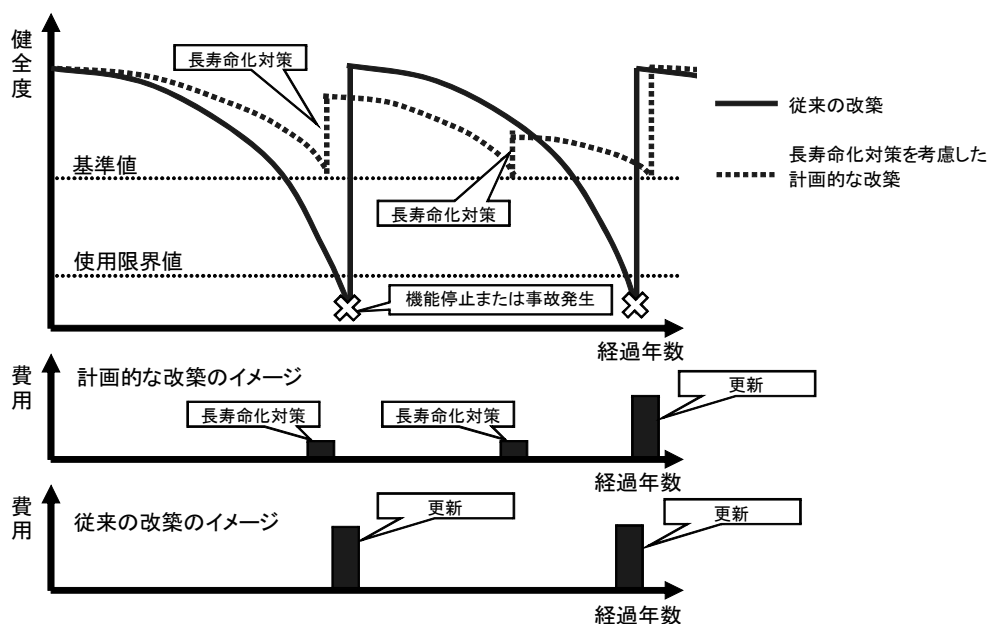 健全度
長寿命化対策
従来の改築
長寿命化対策を考慮した
計画的な改築
基準値
長寿命化対策
使用限界値
機能停止または事故発生
経過年数
費用
計画的な改築のイメージ
更新
長寿命化対策
長寿命化対策
経過年数
費用
従来の改築のイメージ
更新
更新
経過年数